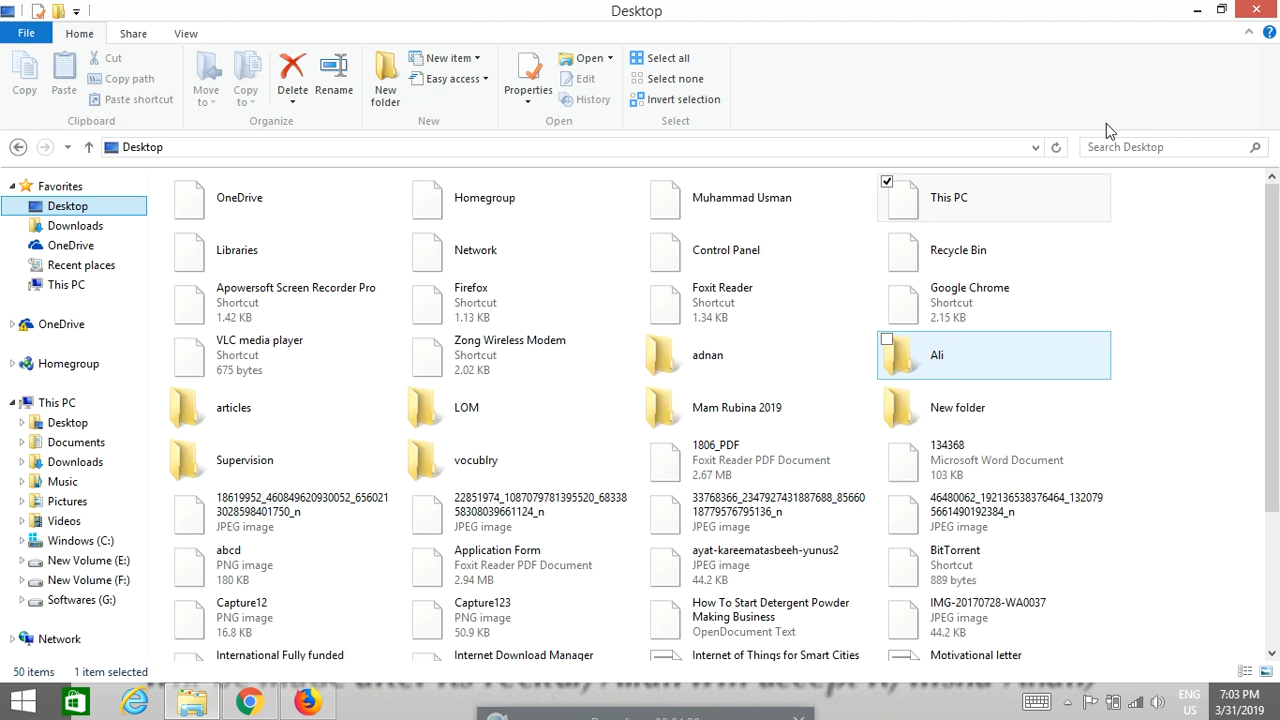 Desktop
File
Home
Share
View
Copy
Paste
Cut
Copy path
Paste shortcut
Clipboard
Move to
Copy to
Delete
Rename
Organize
New folder
New item
Easy access
New
Properties
Open
Edit
History
Open
Select all
Select none
Invert selection
Select
Desktop
Search Desktop
Favorites
Desktop
Downloads
OneDrive
Recent places
This PC
OneDrive
Homegroup
This PC
Desktop
Documents
Downloads
Music
Pictures
Videos
Windows (C:)
New Volume (E:)
New Volume (F:)
Softwares (G:)
Network
OneDrive
Homegroup
Muhammad Usman
This PC
Libraries
Network
Control Panel
Recycle Bin
Apowersoft Screen Recorder Pro
Shortcut
1.42 KB
Firefox
Shortcut
1.13 KB
Foxit Reader
Shortcut
1.34 KB
Google Chrome
Shortcut
2.15 KB
VLC media player
Shortcut
675 bytes
Zong Wireless Modem
Shortcut
2.02 KB
adnan
Ali
articles
LOM
Mam Rubina 2019
New folder
Supervision
vocublry
1806_PDF
Foxit Reader PDF Document
2.67 MB
134368
Microsoft Word Document
103 KB
18619952_460849620930052_656021
3028598401750_n
JPEG image
22851974_1087079781395520_68338
58308039661124_n
JPEG image
33768366_2347927431887688_85660
18779576795136_n
JPEG image
46480062_192136538376464_132079
5661490192384_n
JPEG image
abcd
PNG image
180 KB
Application Form
Foxit Reader PDF Document
2.94 MB
ayat-kareematasbeeh-yunus2
JPEG image
44.2 KB
BitTorrent
Shortcut
889 bytes
Capture12
PNG image
16.8 KB
Capture123
PNG image
50.9 KB
How To Start Detergent Powder
Making Business
OpenDocument Text
IMG-20170728-WA0037
JPEG image
44.2 KB
International Fully funded
Internet Download Manager
Internet of Things for Smart Cities
Motivational letter
50 items
1 item selected
ENG
US
7:03 PM
3/31/2019